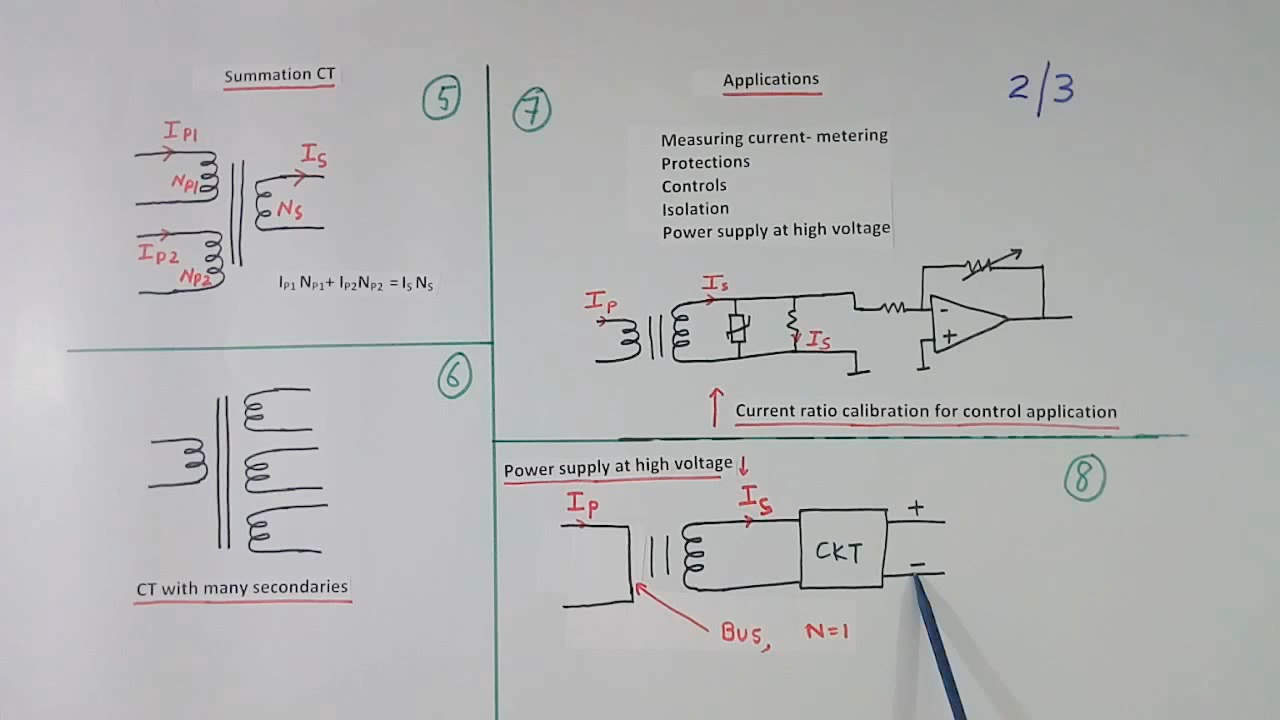 Summation CT
5
IP1
NP1
IS
NS
IP2
NP2
IP1 NP1+ IP2NP2 = IS NS
6
CT with many secondaries
7
Applications
2/3
Measuring current- metering
Protections
Controls
Isolation
Power supply at high voltage
IP
Is
Is
-
+
Current ratio calibration for control application
8
Power supply at high voltage
IP
IS
CKT
+
-
Bus, N=1